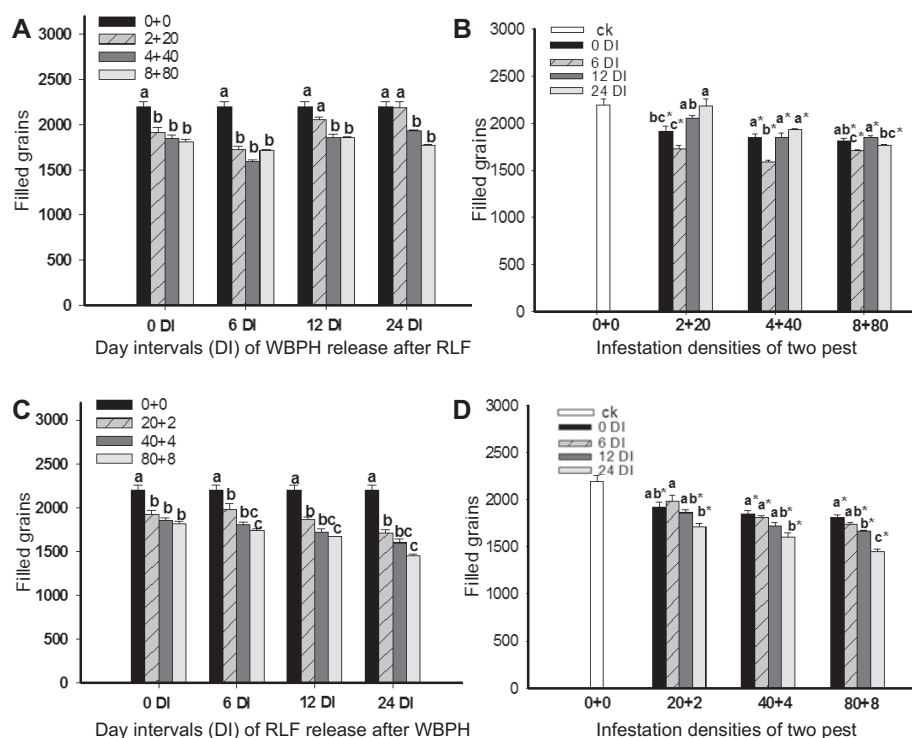 A
0+0
2+20
4+40
8+80
3000
2500
2000
1500
1000
500
0
Filled grains
a b b b
a b b b
a a b b
a a b b
0 DI 6 DI 12 DI 24 DI
Day intervals (DI) of WBPH release after RLF
B
ck
0 DI
6 DI
12 DI
24 DI
3000
2500
2000
1500
1000
500
0
Filled grains
bc* c* ab a
a* b* a* a*
ab* c* a* bc*
0+0 2+20 4+40 8+80
Infestation densities of two pest
C
0+0
20+2
40+4
80+8
3000
2500
2000
1500
1000
500
0
Filled grains
a b b b
a b bc c
a b bc c
a b bc c
0 DI 6 DI 12 DI 24 DI
Day intervals (DI) of RLF release after WBPH
D
ck
0 DI
6 DI
12 DI
24 DI
3000
2500
2000
1500
1000
500
0
Filled grains
ab* a ab* b*
a* a* ab* b*
a* ab* b* c*
0+0 20+2 40+4 80+8
Infestation densities of two pest